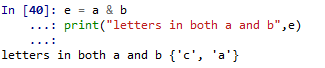 In [40]: e = a & b
...: print("letters in both a and b",e)
...:
letters in both a and b {'c', 'a'}